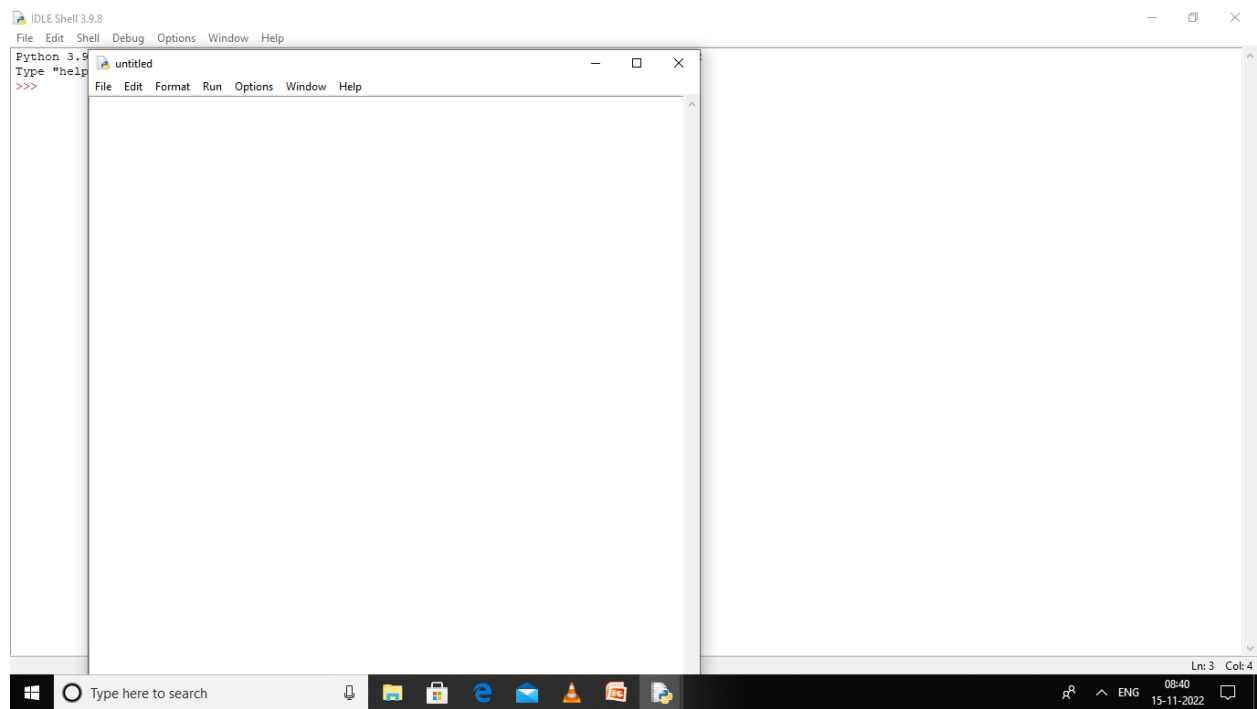 IDLE Shell 3.9.8
File Edit Shell Debug Options Window Help
Python 3.9
Type "help
>>>
untitled
File Edit Format Run Options Window Help
Ln: 3 Col: 4
Type here to search
ENG
08:40
15-11-2022